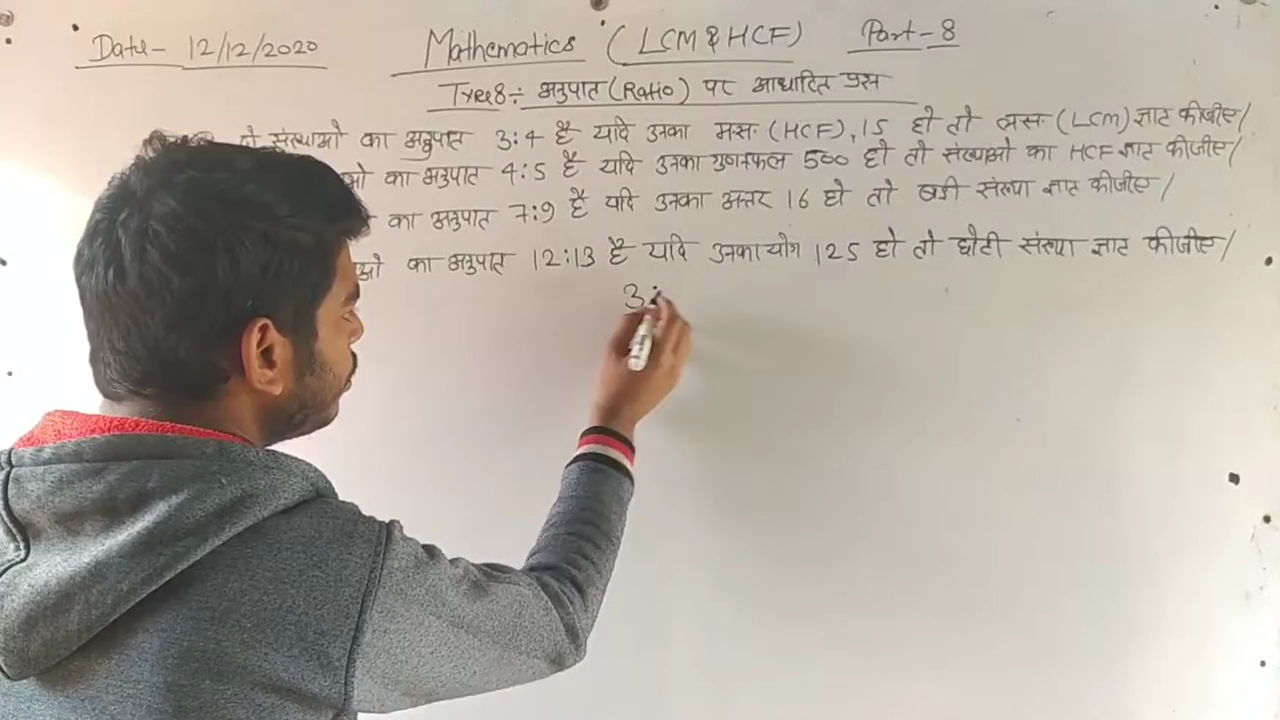 Date- 12/12/2020 Mathematics (LCM & HCF) Part-8
Type 8 ÷ अनुपात (Ratio) पर आधारित प्रश्न
दो संख्याओ का अनुपात 3:4 है यदि उनका मस. (HCF), 15 हो तो लस. (LCM) ज्ञात कीजीए/
ओ का अनुपात 4:5 है यदि उनका गुणनफल 500 हो तो संख्याओ का HCF ज्ञात कीजीए/
का अनुपात 7:9 है यदि उनका अन्तर 16 हो तो बडी संख्या ज्ञात कीजीए/
ओ का अनुपात 12:13 है यदि उनका योग 125 हो तो छोटी संख्या ज्ञात कीजीए/
3: